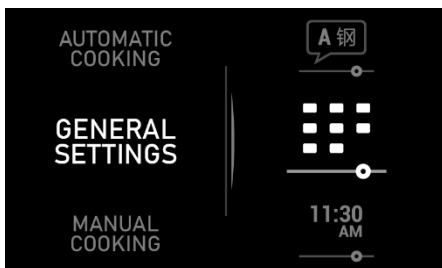 AUTOMATIC
COOKING
A 钢
GENERAL
SETTINGS
11:30
AM
MANUAL
COOKING